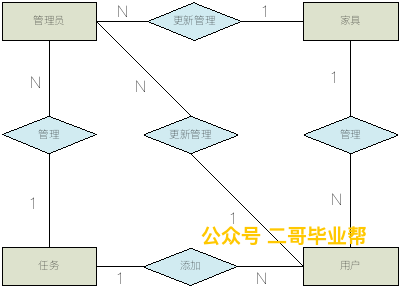 管理员 N 更新管理 1 家具
N N 1
管理 更新管理 管理
1 1 N
公众号 二哥毕业帮
任务 1 添加 N 用户